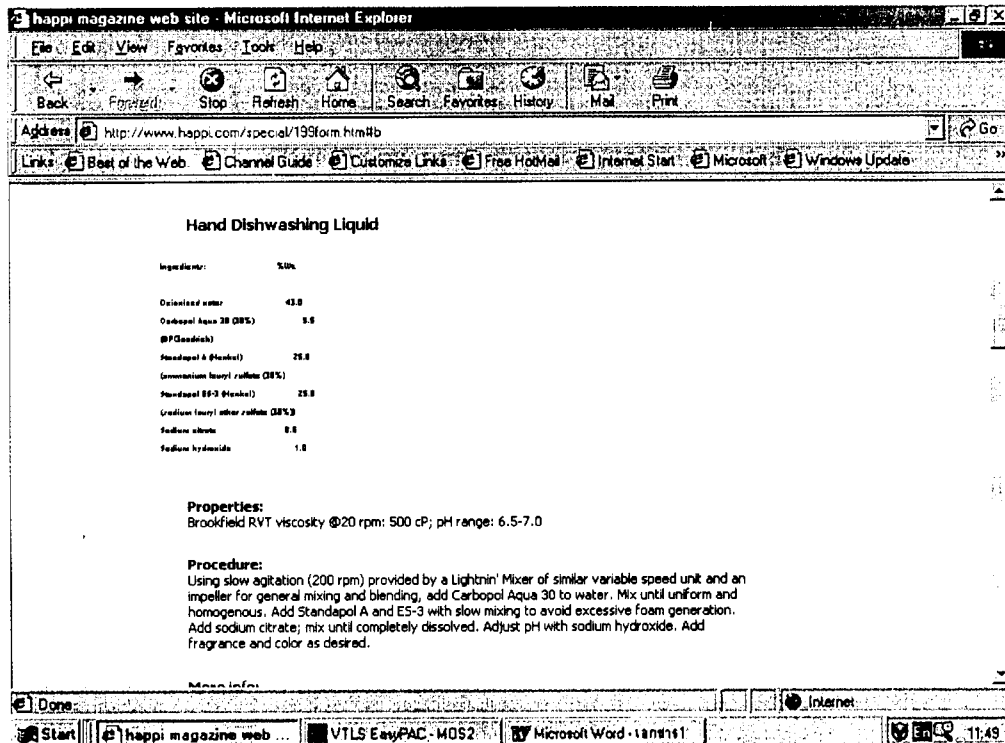 happi magazine web site - Microsoft Internet Explorer
File Edit View Favorites Tools Help
Back Forward Stop Refresh Home Search Favorites History Mail Print
Address http://www.happi.com/special/199form.htm#b Go
Links Best of the Web Channel Guide Customize Links Free HotMail Internet Start Microsoft Windows Update
Hand Dishwashing Liquid
Ingredients: %Wt.
Deionized water 43.0
Carbopol Aqua 30 (30%) 5.5
(BFGoodrich)
Standapol A (Henkel) 25.0
(ammonium lauryl sulfate (28%)
Standapol ES-3 (Henkel) 25.0
(sodium lauryl ether sulfate (28%))
Sodium citrate
Sodium hydroxide 1.0
Properties:
Brookfield RVT viscosity @20 rpm: 500 cP; pH range: 6.5-7.0
Procedure:
Using slow agitation (200 rpm) provided by a Lightnin' Mixer of similar variable speed unit and an
impeller for general mixing and blending, add Carbopol Aqua 30 to water. Mix until uniform and
homogenous. Add Standapol A and ES-3 with slow mixing to avoid excessive foam generation.
Add sodium citrate; mix until completely dissolved. Adjust pH with sodium hydroxide. Add
fragrance and color as desired.
More info:
Done Internet
Start happi magazine web ... VTLS EasyPAC - MOS2 Microsoft Word - En 11:49